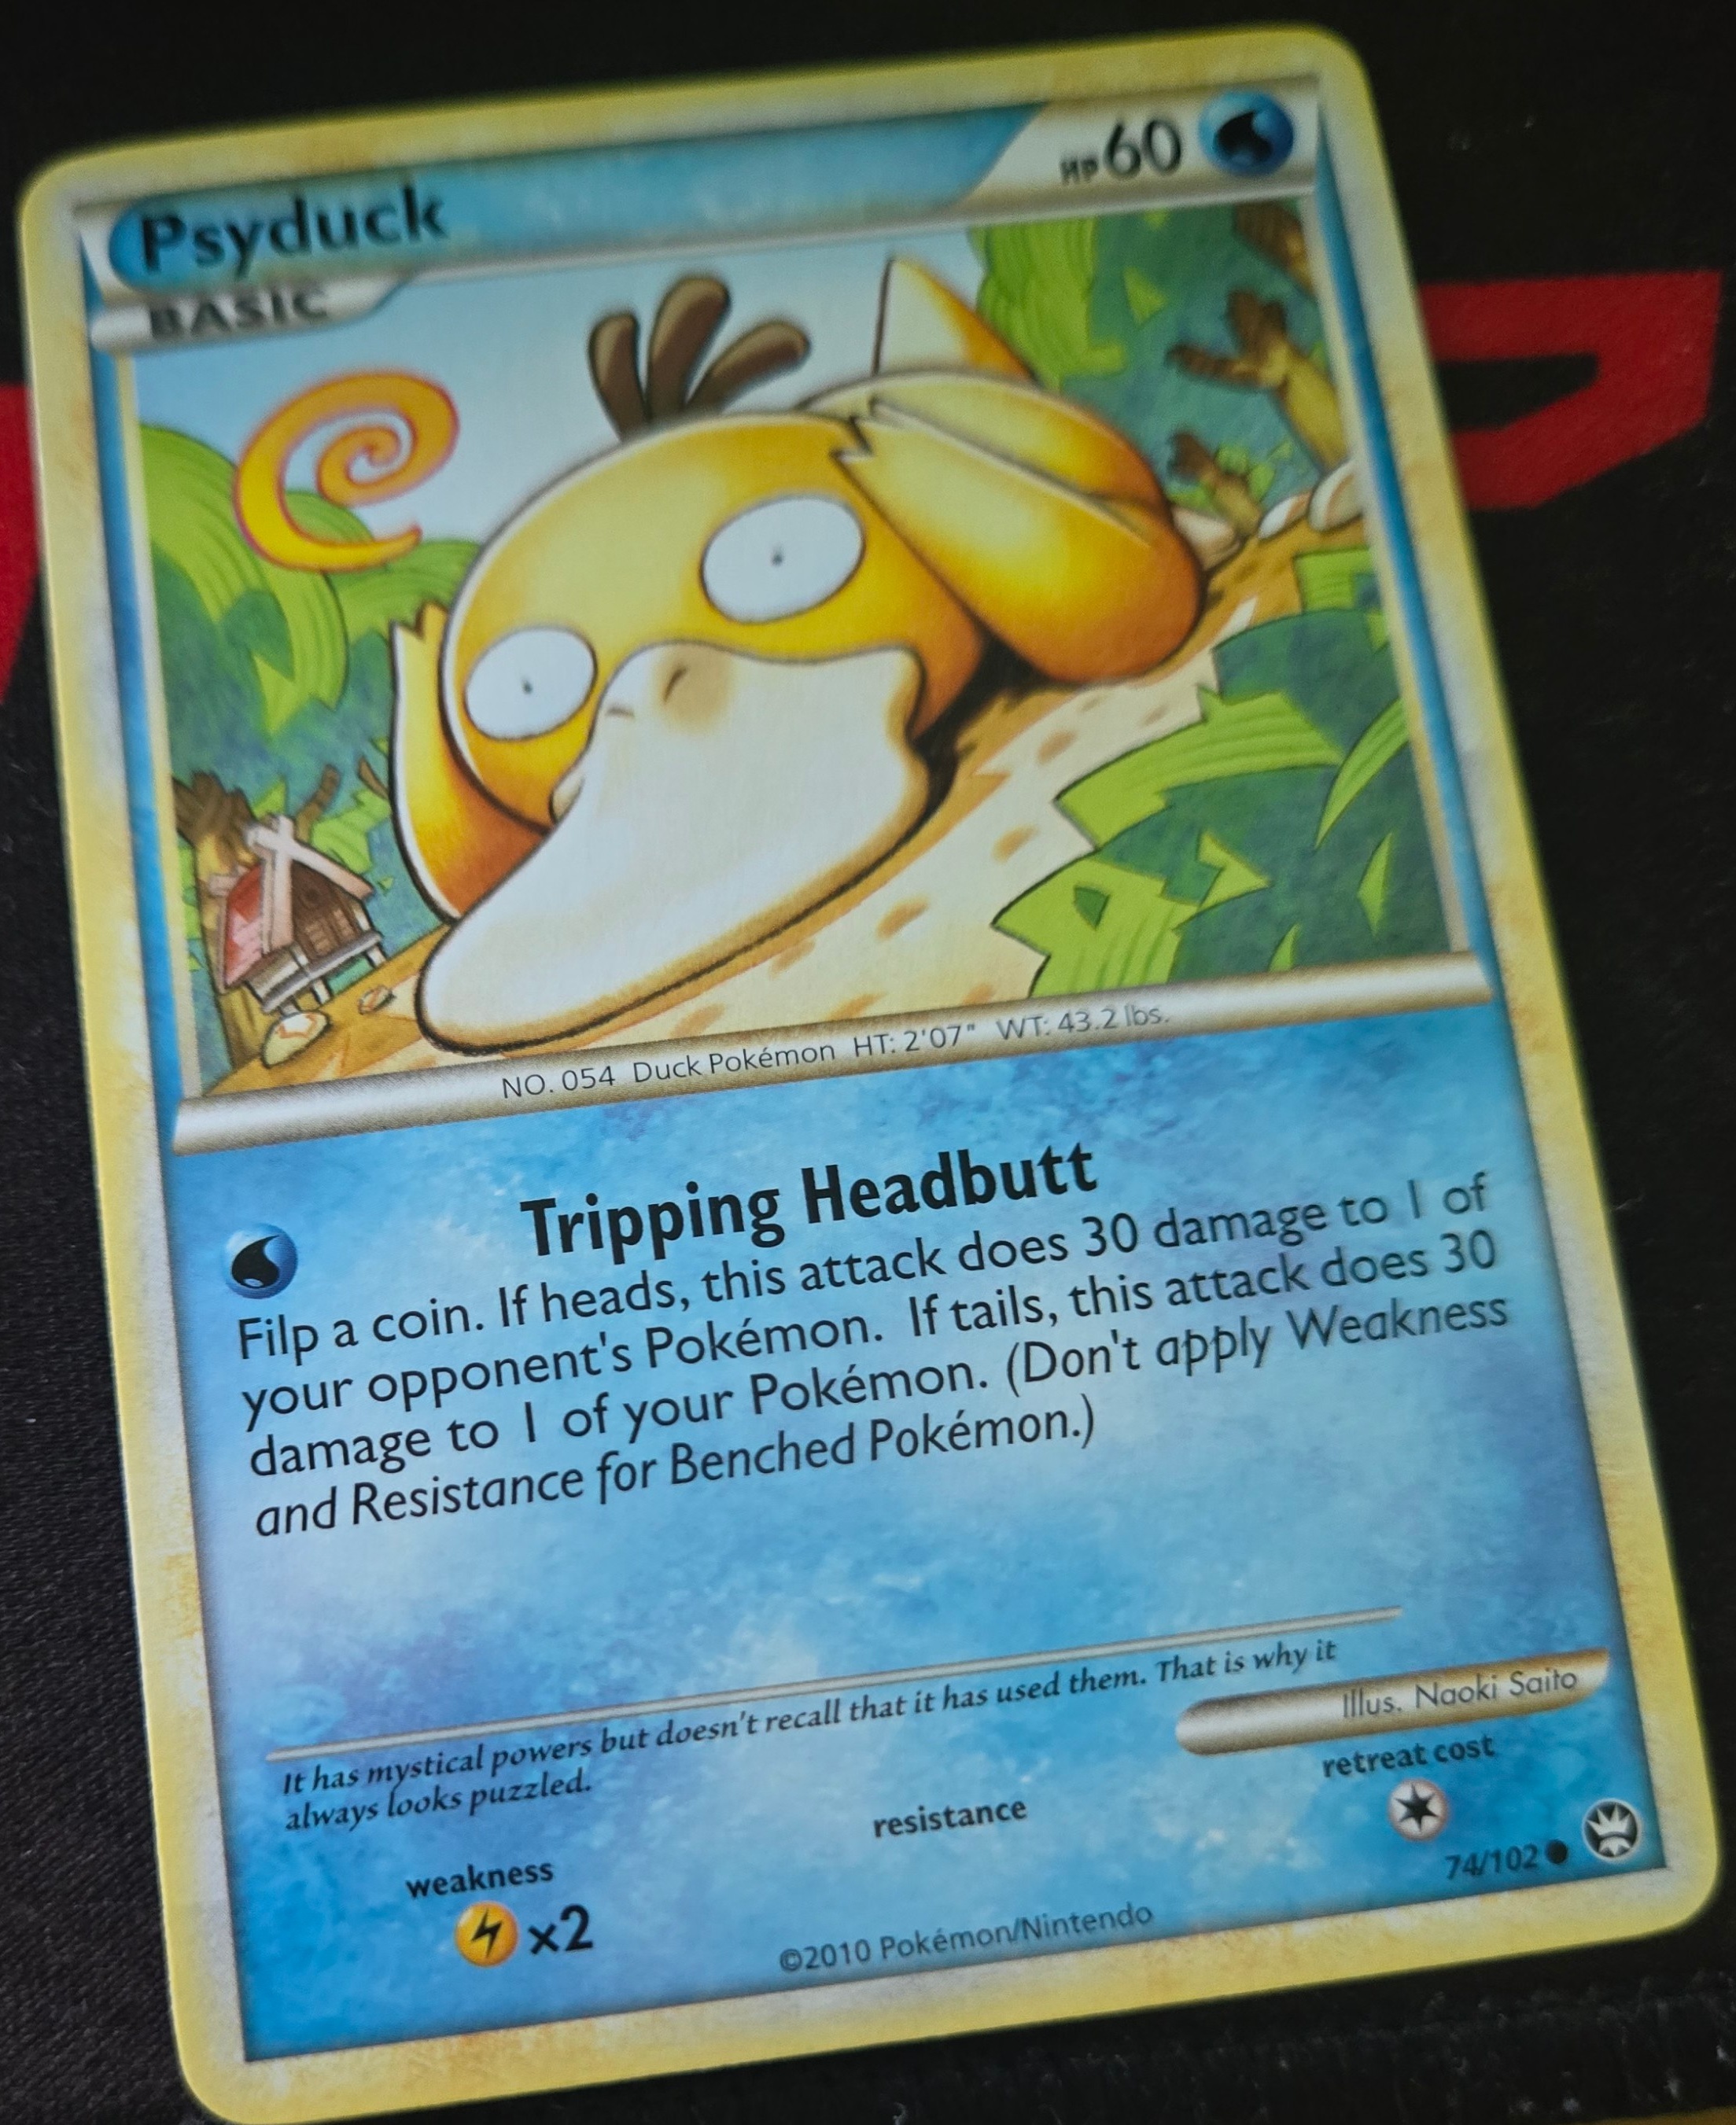 Psyduck
HP 60
BASIC
NO. 054 Duck Pokémon HT: 2'07" WT: 43.2 lbs.
Tripping Headbutt
Filp a coin. If heads, this attack does 30 damage to 1 of
your opponent's Pokémon. If tails, this attack does 30
damage to 1 of your Pokémon. (Don't apply Weakness
and Resistance for Benched Pokémon.)
It has mystical powers but doesn't recall that it has used them. That is why it
always looks puzzled.
Illus. Naoki Saito
weakness
x2
resistance
retreat cost
74/102
©2010 Pokémon/Nintendo